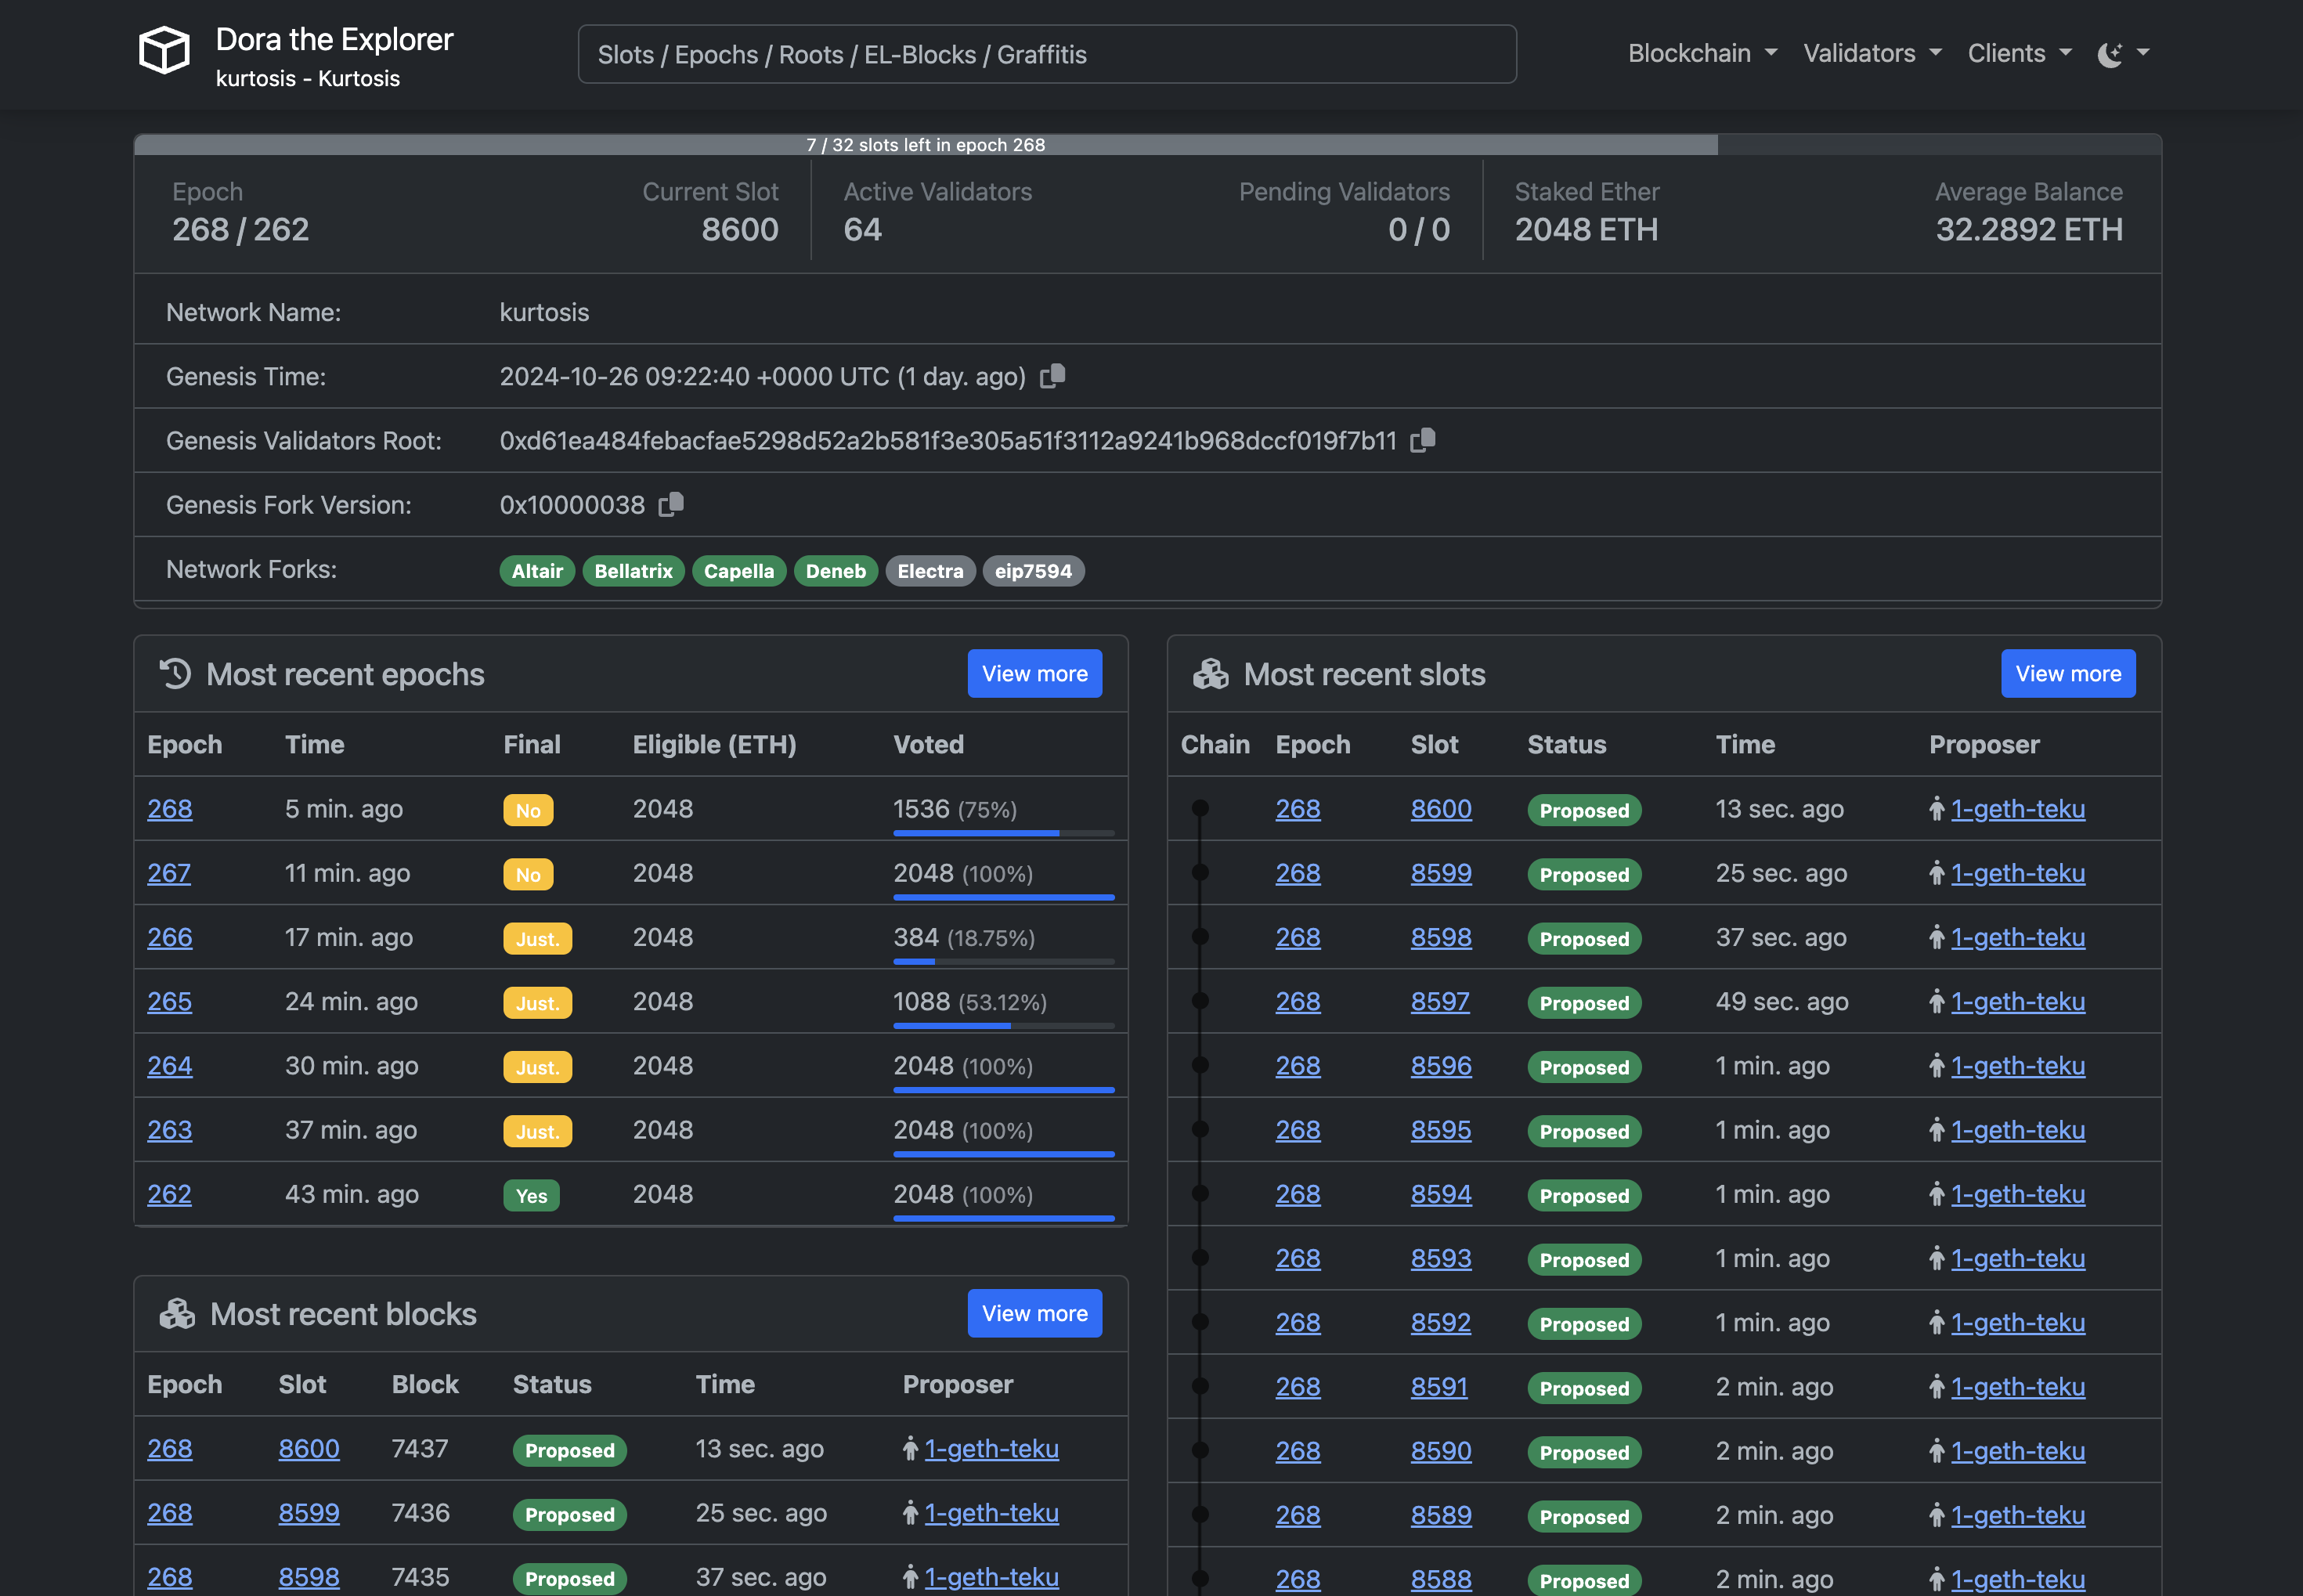 Dora the Explorer
kurtosis - Kurtosis
Slots / Epochs / Roots / EL-Blocks / Graffitis
Blockchain Validators Clients
7 / 32 slots left in epoch 268
Epoch Current Slot Active Validators Pending Validators Staked Ether Average Balance
268 / 262 8600 64 0 / 0 2048 ETH 32.2892 ETH
Network Name: kurtosis
Genesis Time: 2024-10-26 09:22:40 +0000 UTC (1 day. ago)
Genesis Validators Root: 0xd61ea484febacfae5298d52a2b581f3e305a51f3112a9241b968dccf019f7b11
Genesis Fork Version: 0x10000038
Network Forks: Altair Bellatrix Capella Deneb Electra eip7594
Most recent epochs View more
Epoch Time Final Eligible (ETH) Voted
268 5 min. ago No 2048 1536 (75%)
267 11 min. ago No 2048 2048 (100%)
266 17 min. ago Just. 2048 384 (18.75%)
265 24 min. ago Just. 2048 1088 (53.12%)
264 30 min. ago Just. 2048 2048 (100%)
263 37 min. ago Just. 2048 2048 (100%)
262 43 min. ago Yes 2048 2048 (100%)
Most recent blocks View more
Epoch Slot Block Status Time Proposer
268 8600 7437 Proposed 13 sec. ago 1-geth-teku
268 8599 7436 Proposed 25 sec. ago 1-geth-teku
268 8598 7435 Proposed 37 sec. ago 1-geth-teku
Most recent slots View more
Chain Epoch Slot Status Time Proposer
268 8600 Proposed 13 sec. ago 1-geth-teku
268 8599 Proposed 25 sec. ago 1-geth-teku
268 8598 Proposed 37 sec. ago 1-geth-teku
268 8597 Proposed 49 sec. ago 1-geth-teku
268 8596 Proposed 1 min. ago 1-geth-teku
268 8595 Proposed 1 min. ago 1-geth-teku
268 8594 Proposed 1 min. ago 1-geth-teku
268 8593 Proposed 1 min. ago 1-geth-teku
268 8592 Proposed 1 min. ago 1-geth-teku
268 8591 Proposed 2 min. ago 1-geth-teku
268 8590 Proposed 2 min. ago 1-geth-teku
268 8589 Proposed 2 min. ago 1-geth-teku
268 8588 Proposed 2 min. ago 1-geth-teku